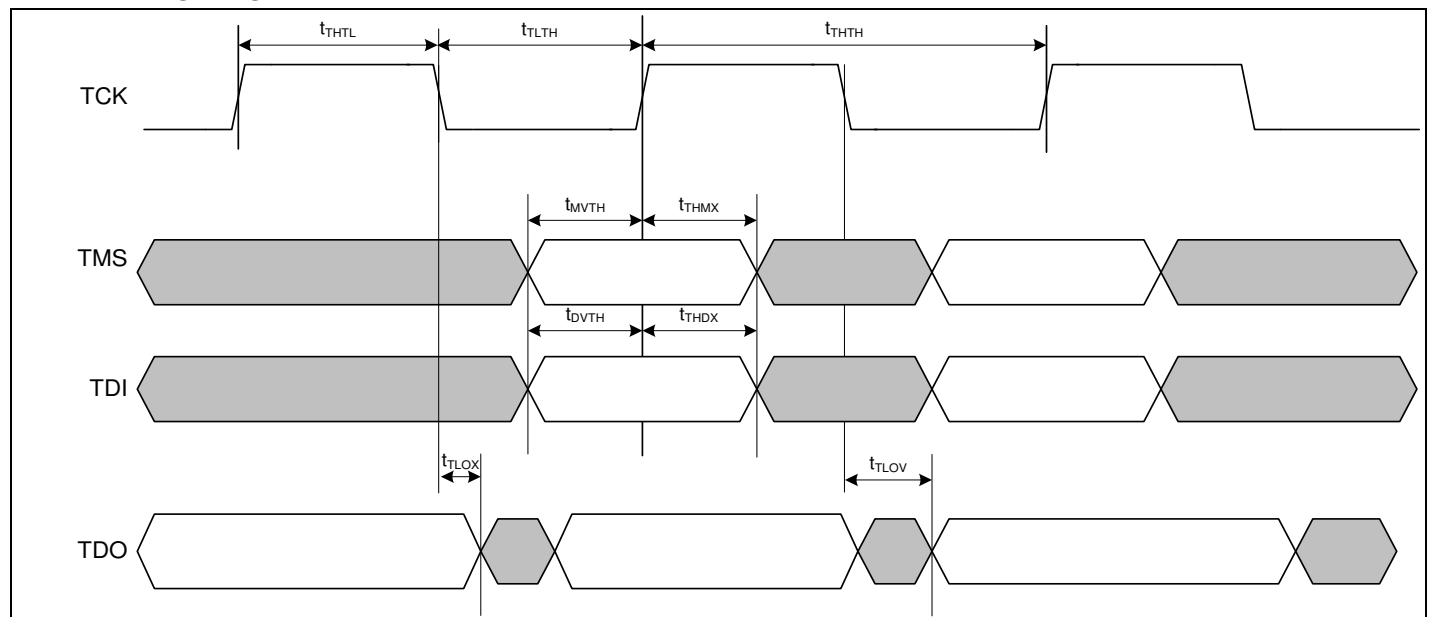 tTHTL tTLTH tTHTH
TCK
tMVTH tTHMX
TMS
tDVTH tTHDX
TDI
tTLOX tTLOV
TDO